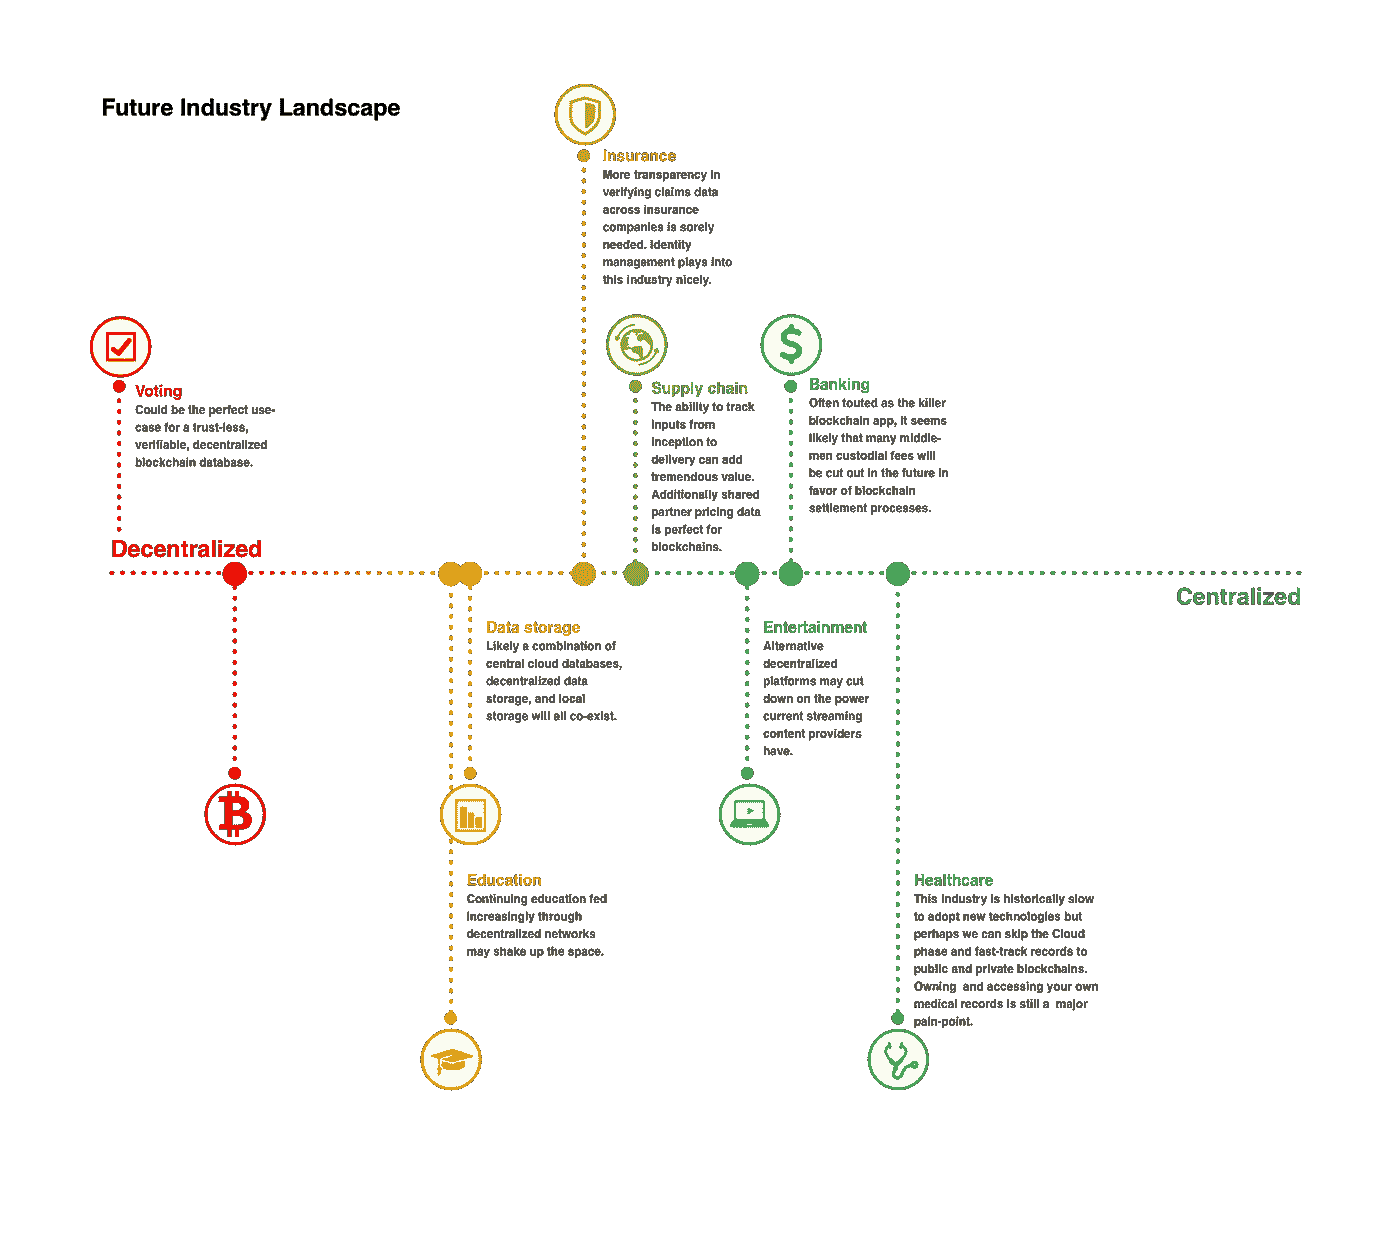 Future Industry Landscape
Insurance
More transparency in
verifying claims data
across insurance
companies is sorely
needed. Identity
management plays into
this industry nicely.
Voting
Could be the perfect use-
case for a trust-less,
verifiable, decentralized
blockchain database.
Supply chain
The ability to track
inputs from
inception to
delivery can add
tremendous value.
Additionally shared
partner pricing data
is perfect for
blockchains.
Banking
Often touted as the killer
blockchain app, it seems
likely that many middle-
men custodial fees will
be cut out in the future in
favor of blockchain
settlement processes.
Decentralized
Centralized
Data storage
Likely a combination of
central cloud databases,
decentralized data
storage, and local
storage will all co-exist.
Entertainment
Alternative
decentralized
platforms may cut
down on the power
current streaming
content providers
have.
Education
Continuing education fed
increasingly through
decentralized networks
may shake up the space.
Healthcare
This industry is historically slow
to adopt new technologies but
perhaps we can skip the Cloud
phase and fast-track records to
public and private blockchains.
Owning and accessing your own
medical records is still a major
pain-point.